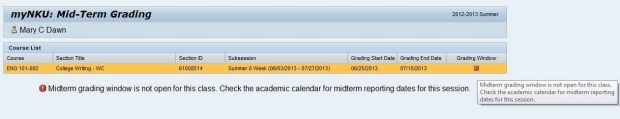 myNKU: Mid-Term Grading 2012-2013 Summer
Mary C Dawn
Course List
Course Section Title Section ID Subsession Grading Start Date Grading End Date Grading Window
ENG 101-002 College Writing - WC 61008514 Summer 8 Week (06/03/2013 - 07/27/2013) 06/25/2013 07/15/2013
Midterm grading window is not open for this class. Check the academic calendar for midterm reporting dates for this session.
Midterm grading window is not open for this class.
Check the academic calendar for midterm reporting
dates for this session.